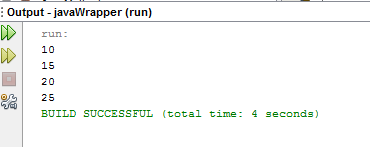 Output - javaWrapper (run)
run:
10
15
20
25
BUILD SUCCESSFUL (total time: 4 seconds)